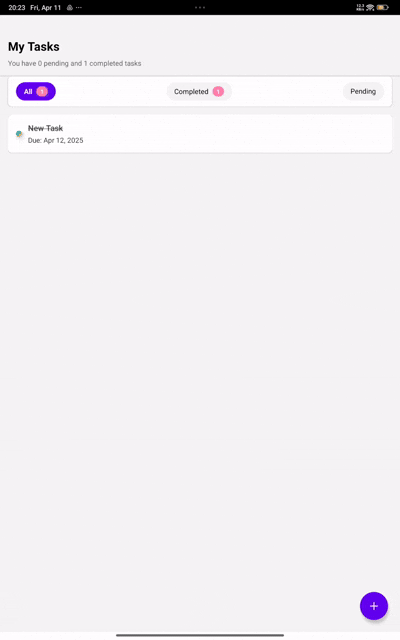 20:23 Fri, Apr 11
My Tasks
You have 0 pending and 1 completed tasks
All 1
Completed 1
Pending
New Task
Due: Apr 12, 2025
+